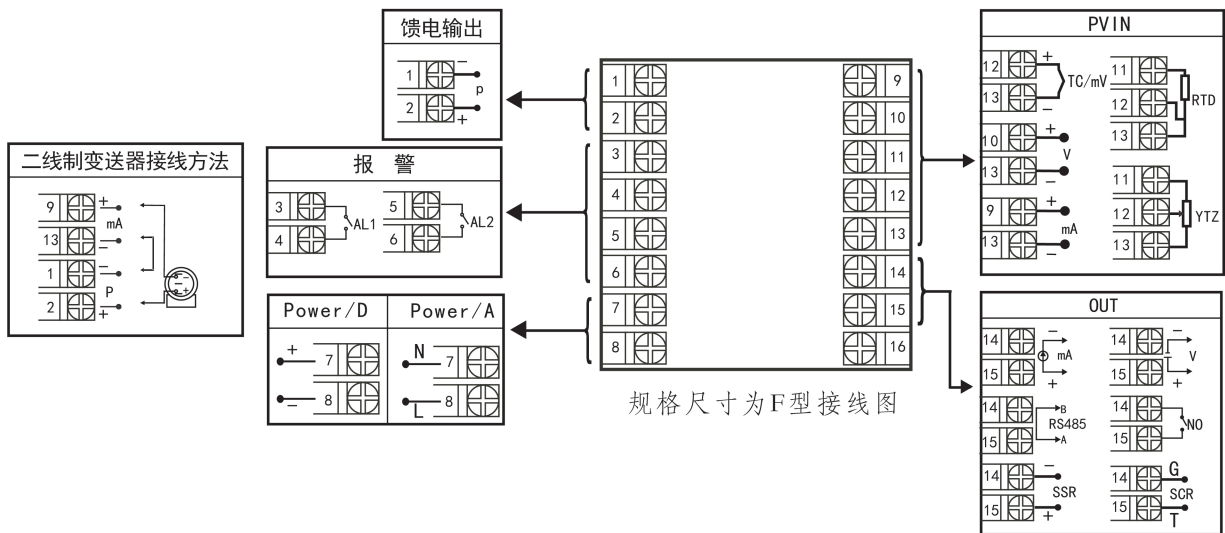 馈电输出
1
−
2
+
p
二线制变送器接线方法
9
+
mA
13
−
1
−
P
2
+
− − +
报 警
3
4
AL1
5
6
AL2
Power/D
+
7
−
8
Power/A
N
7
L
8
1
2
3
4
5
6
7
8
9
10
11
12
13
14
15
16
规格尺寸为F型接线图
PVIN
12
+
TC/mV
13
−
10
+
V
13
−
9
+
mA
13
−
11
12
13
RTD
11
12
13
YTZ
OUT
14
−
mA
15
+
14
−
V
15
+
14
B
RS485
15
A
14
15
NO
14
−
SSR
15
+
14
G
SCR
15
T